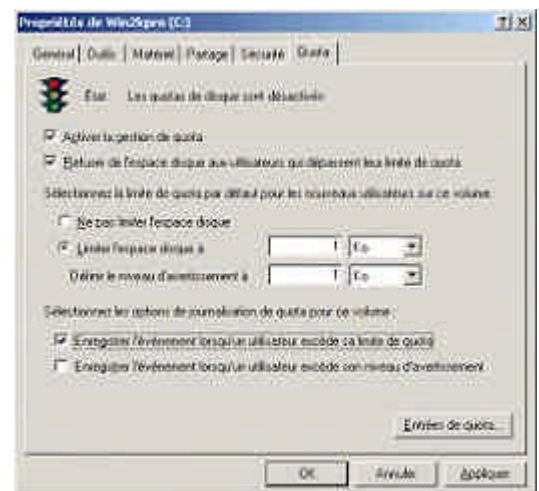 Propriétés de Win2kpro (C:)
Général Outils Matériel Partage Sécurité Quota
État : Les quotas de disque sont désactivés
Activer la gestion de quota
Refuser de l'espace disque aux utilisateurs qui dépassent leur limite de quota
Sélectionnez la limite de quota par défaut pour les nouveaux utilisateurs sur ce volume :
Ne pas limiter l'espace disque
Limiter l'espace disque à 1 Ko
Définir le niveau d'avertissement à 1 Ko
Sélectionnez les options de journalisation de quota pour ce volume :
Enregistrer l'événement lorsqu'un utilisateur excède sa limite de quota
Enregistrer l'événement lorsqu'un utilisateur excède son niveau d'avertissement
Entrées de quota...
OK Annuler Appliquer